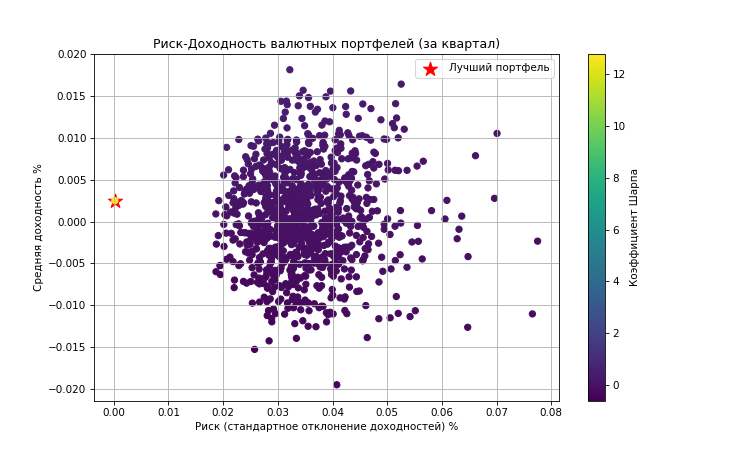 Риск-Доходность валютных портфелей (за квартал)
Лучший портфель
Средняя доходность %
0.020
0.015
0.010
0.005
0.000
−0.005
−0.010
−0.015
−0.020
0.00 0.01 0.02 0.03 0.04 0.05 0.06 0.07 0.08
Риск (стандартное отклонение доходностей) %
12
10
8
6
4
2
0
Коэффициент Шарпа